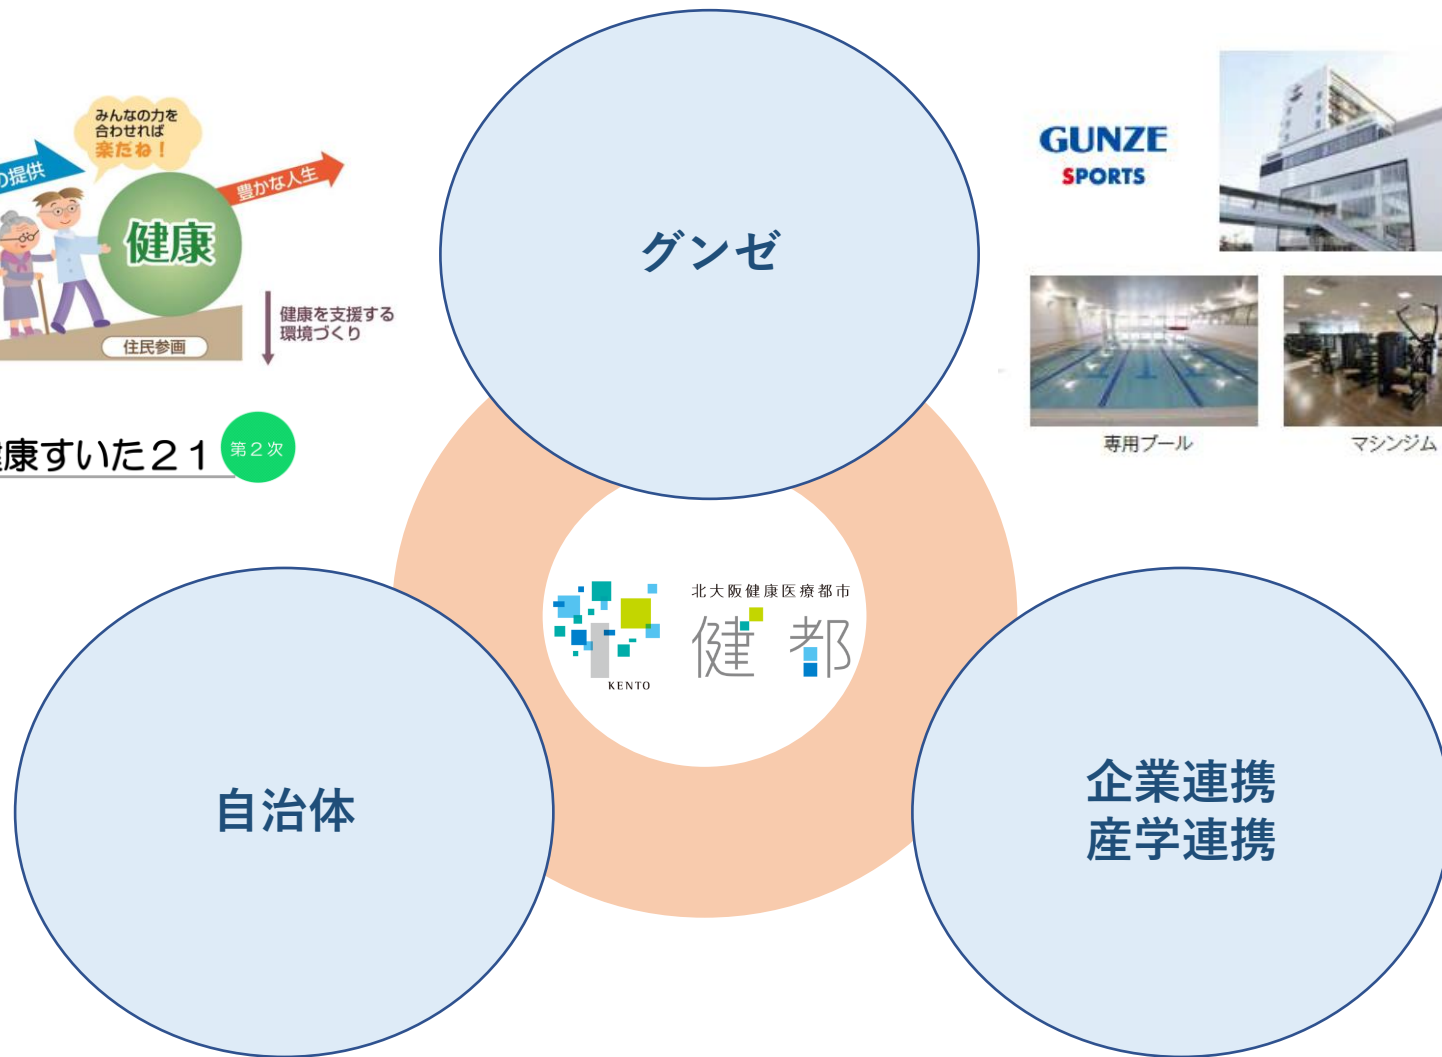 みんなの力を
合わせれば
楽だね！
の提供
豊かな人生
健康
健康を支援する
環境づくり
住民参画
康すいた２１
第２次
グンゼ
GUNZE
SPORTS
専用プール
マシンジム
北大阪健康医療都市
健都
KENTO
自治体
企業連携
産学連携